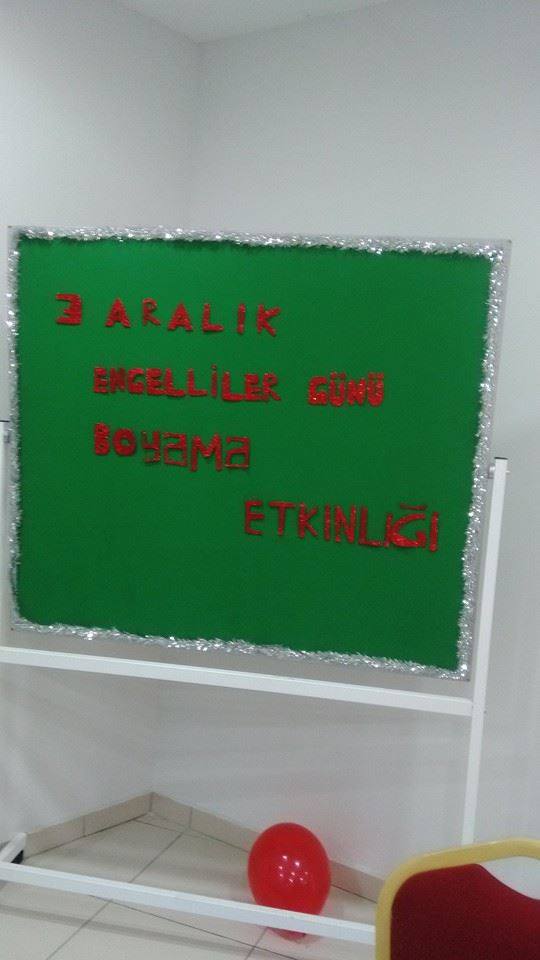 3 ARALIK
ENGELLİLER GÜNÜ
BOyaMa
ETKİNLİĞİ